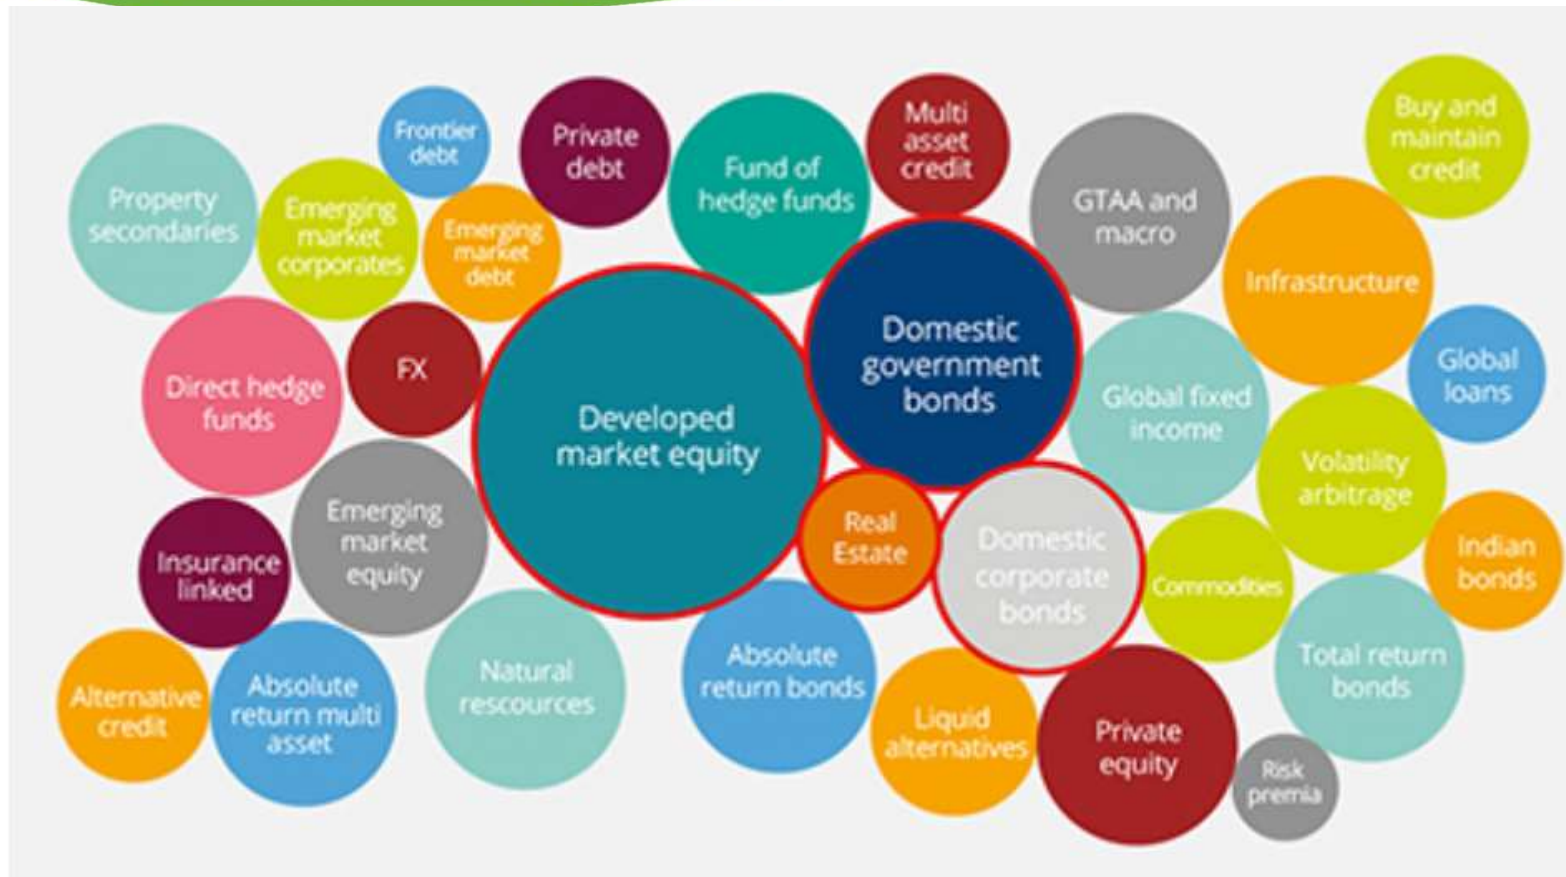 Property
secondaries
Emerging
market
corporates
Frontier
debt
Emerging
market
debt
Private
debt
Fund of
hedge funds
Multi
asset
credit
GTAA and
macro
Buy and
maintain
credit
Infrastructure
Direct hedge
funds
FX
Developed
market equity
Domestic
government
bonds
Global fixed
income
Global
loans
Volatility
arbitrage
Insurance
linked
Emerging
market
equity
Real
Estate
Domestic
corporate
bonds
Commodities
Indian
bonds
Alternative
credit
Absolute
return multi
asset
Natural
rescources
Absolute
return bonds
Liquid
alternatives
Private
equity
Risk
premia
Total return
bonds